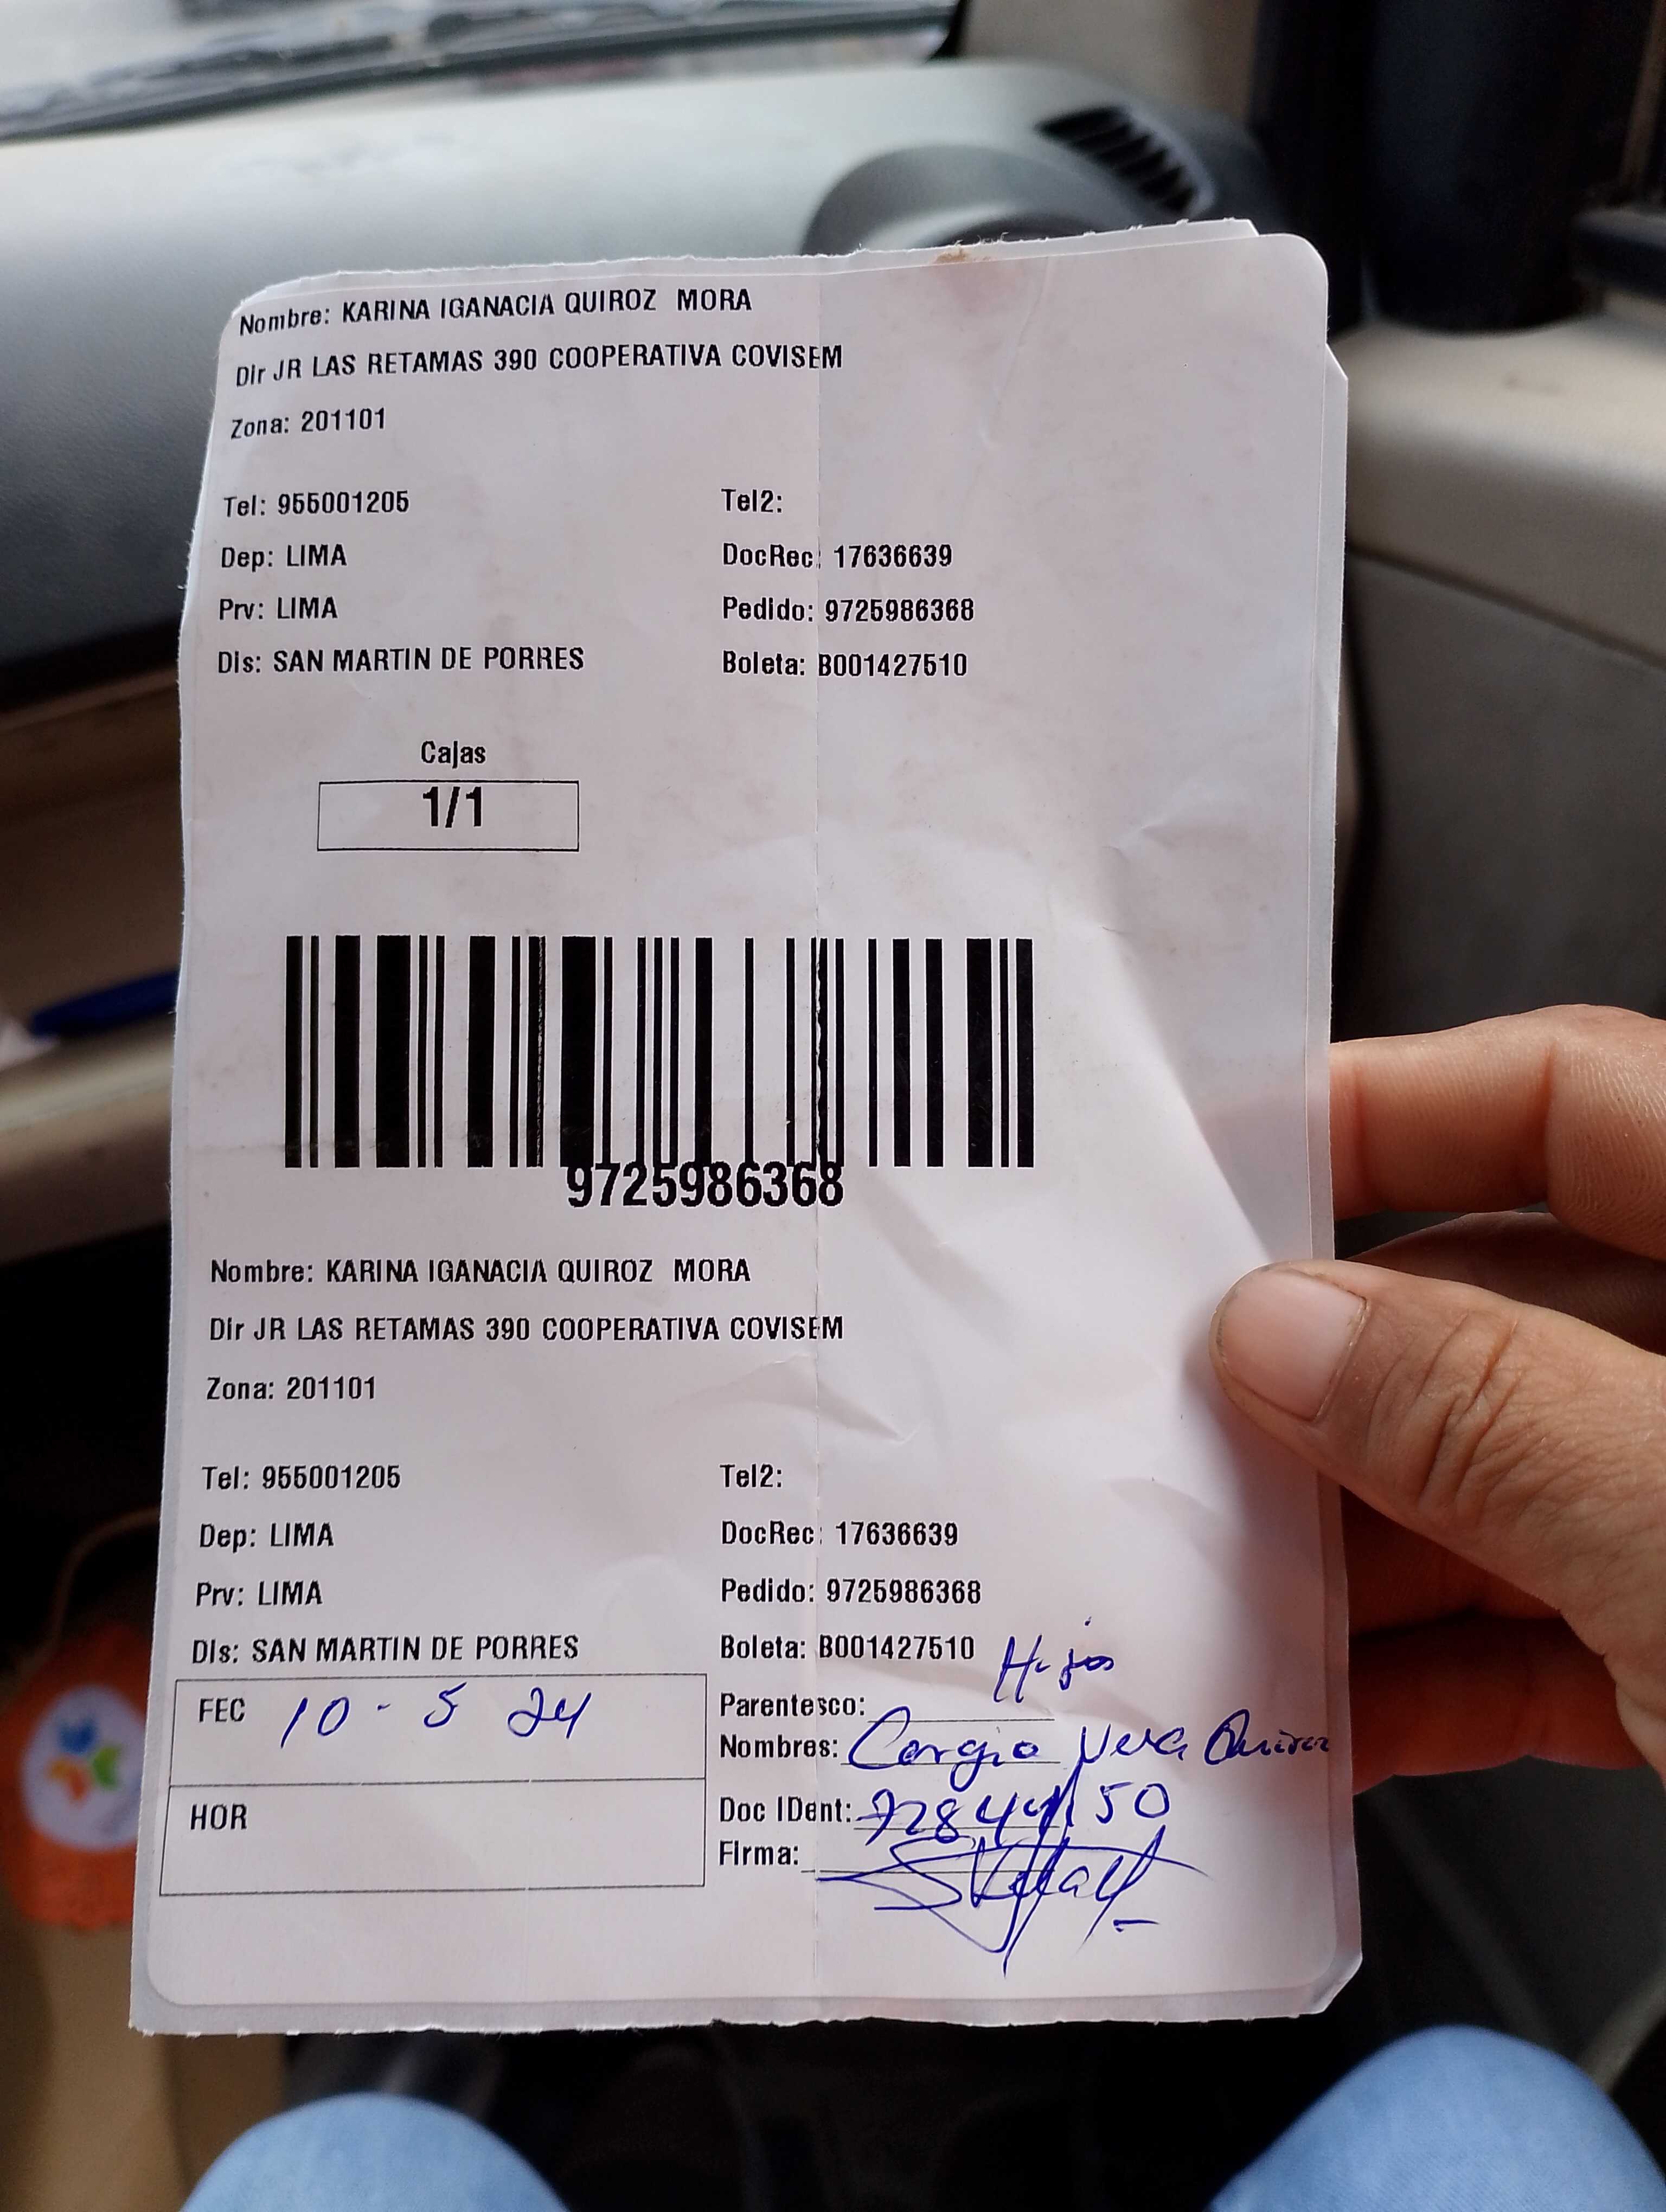 Nombre: KARINA IGANACIA QUIROZ MORA
Dir JR LAS RETAMAS 390 COOPERATIVA COVISEM
Zona: 201101
Tel: 955001205 Tel2:
Dep: LIMA DocRec: 17636639
Prv: LIMA Pedido: 9725986368
Dis: SAN MARTIN DE PORRES Boleta: B001427510
Cajas
1/1
9725986368
Nombre: KARINA IGANACIA QUIROZ MORA
Dir JR LAS RETAMAS 390 COOPERATIVA COVISEM
Zona: 201101
Tel: 955001205 Tel2:
Dep: LIMA DocRec: 17636639
Prv: LIMA Pedido: 9725986368
Dis: SAN MARTIN DE PORRES Boleta: B001427510
FEC 10 - 5 24 Parentesco:
Nombres: Vera Quiroz
HOR Doc IDent:
Firma: